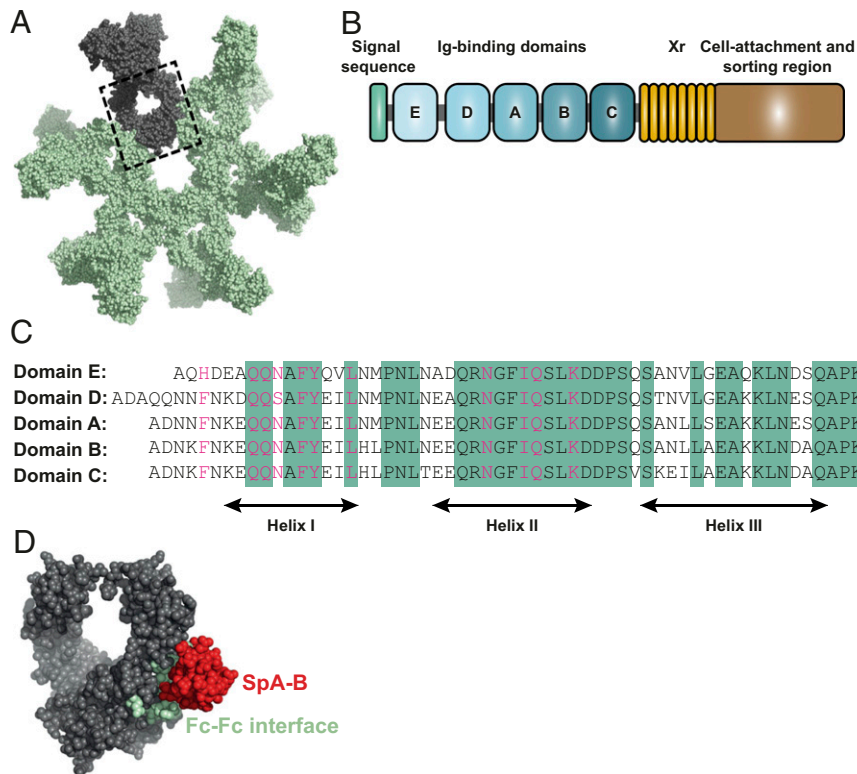 A
B
Signal sequence
Ig-binding domains
Xr
Cell-attachment and sorting region
E D A B C
C
Domain E: AQHDEAQQNAFYQVLNMPNLNADQRNGFIQSLKDDPSQSANVLGEAQKLNDSQAPK
Domain D: ADAQQNNFNKDQQSAFYEILNMPNLNEAQRNGFIQSLKDDPSQSTNVLGEAKKLNESQAPK
Domain A: ADNNFNKEQQNAFYEILNMPNLNEEQRNGFIQSLKDDPSQSANLLSEAKKLNESQAPK
Domain B: ADNKFNKEQQNAFYEILHLPNLNEEQRNGFIQSLKDDPSQSANLLAEAKKLNDAQAPK
Domain C: ADNKFNKEQQNAFYEILHLPNLTEEQRNGFIQSLKDDPSVSKEILAEAKKLNDAQAPK
Helix I Helix II Helix III
D
SpA-B
Fc-Fc interface